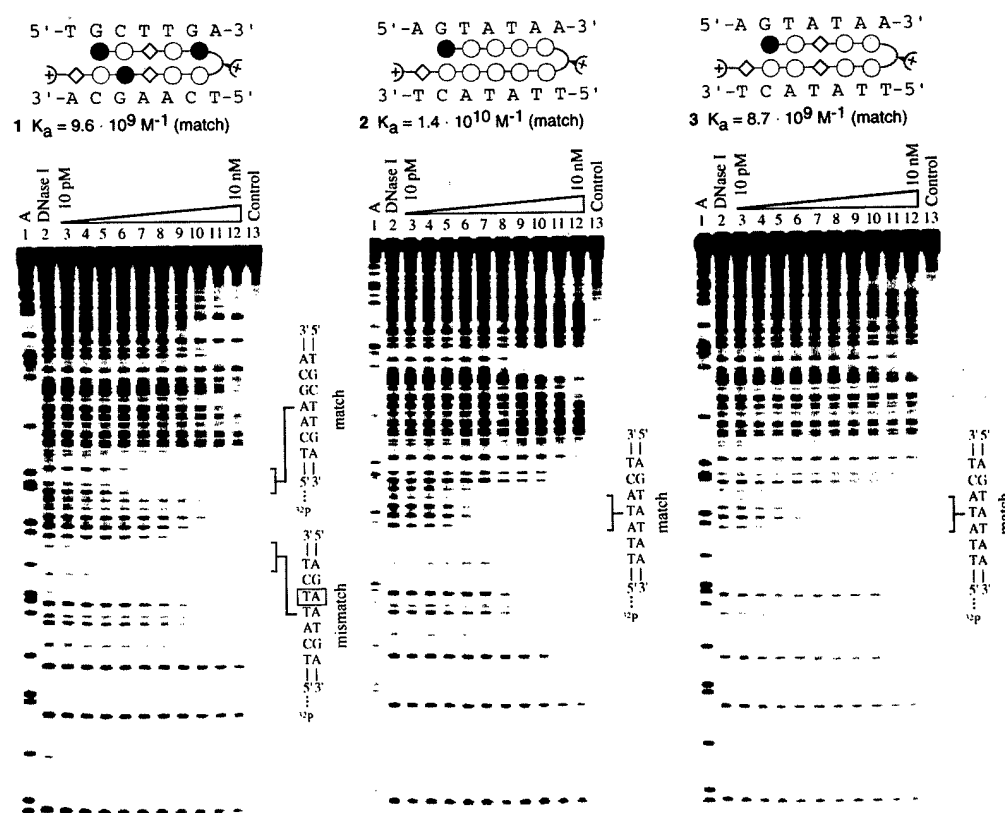 5'-T G C T T G A-3'
3'-A C G A A C T-5'
1 Ka = 9.6 · 10⁹ M⁻¹ (match)
5'-A G T A T A A-3'
3'-T C A T A T T-5'
2 Ka = 1.4 · 10¹⁰ M⁻¹ (match)
5'-A G T A T A A-3'
3'-T C A T A T T-5'
3 Ka = 8.7 · 10⁹ M⁻¹ (match)
A
DNase I
10 pM
10 nM
Control
1 2 3 4 5 6 7 8 9 10 11 12 13
A
DNase I
10 pM
10 nM
Control
1 2 3 4 5 6 7 8 9 10 11 12 13
A
DNase I
10 pM
10 nM
Control
1 2 3 4 5 6 7 8 9 10 11 12 13
3' 5'
AT
CG
GC
AT
AT
CG
TA
5' 3'
³²P
match
3' 5'
TA
CG
TA
TA
AT
CG
TA
5' 3'
³²P
mismatch
3' 5'
TA
CG
AT
TA
AT
TA
TA
5' 3'
³²P
match
3' 5'
TA
CG
AT
TA
AT
TA
TA
5' 3'
³²P
match